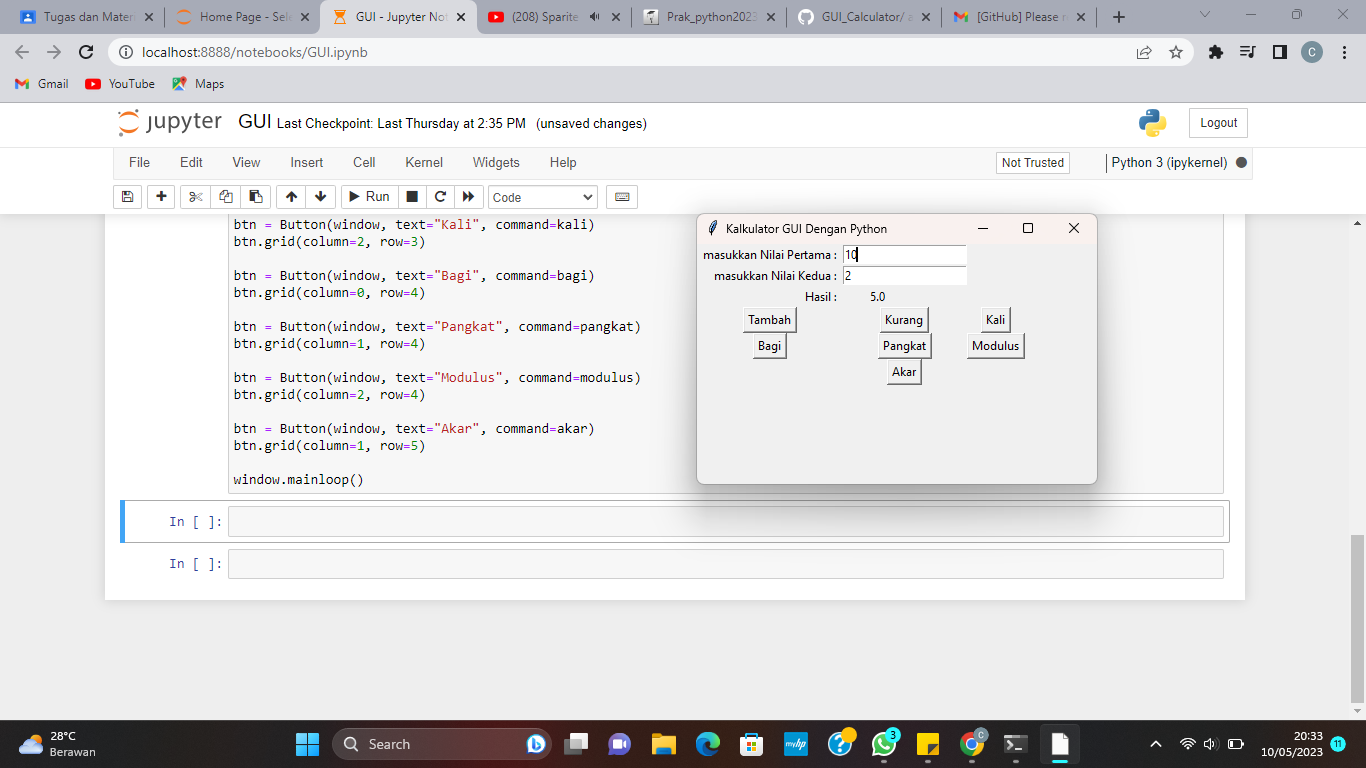 Tugas dan Materi
Home Page - Sele
GUI - Jupyter Not
(208) Sparite
Prak_python2023
GUI_Calculator/ a
[GitHub] Please r
localhost:8888/notebooks/GUI.ipynb
C
Gmail
YouTube
Maps
jupyter GUI Last Checkpoint: Last Thursday at 2:35 PM (unsaved changes)
Logout
File Edit View Insert Cell Kernel Widgets Help
Not Trusted
Python 3 (ipykernel)
Run
Code
btn = Button(window, text="Kali", command=kali)
btn.grid(column=2, row=3)
btn = Button(window, text="Bagi", command=bagi)
btn.grid(column=0, row=4)
btn = Button(window, text="Pangkat", command=pangkat)
btn.grid(column=1, row=4)
btn = Button(window, text="Modulus", command=modulus)
btn.grid(column=2, row=4)
btn = Button(window, text="Akar", command=akar)
btn.grid(column=1, row=5)
window.mainloop()
Kalkulator GUI Dengan Python
masukkan Nilai Pertama : 10
masukkan Nilai Kedua : 2
Hasil : 5.0
Tambah Kurang Kali
Bagi Pangkat Modulus
Akar
In [ ]:
In [ ]:
28°C
Berawan
Search
myhp
3
C
20:33
10/05/2023
11